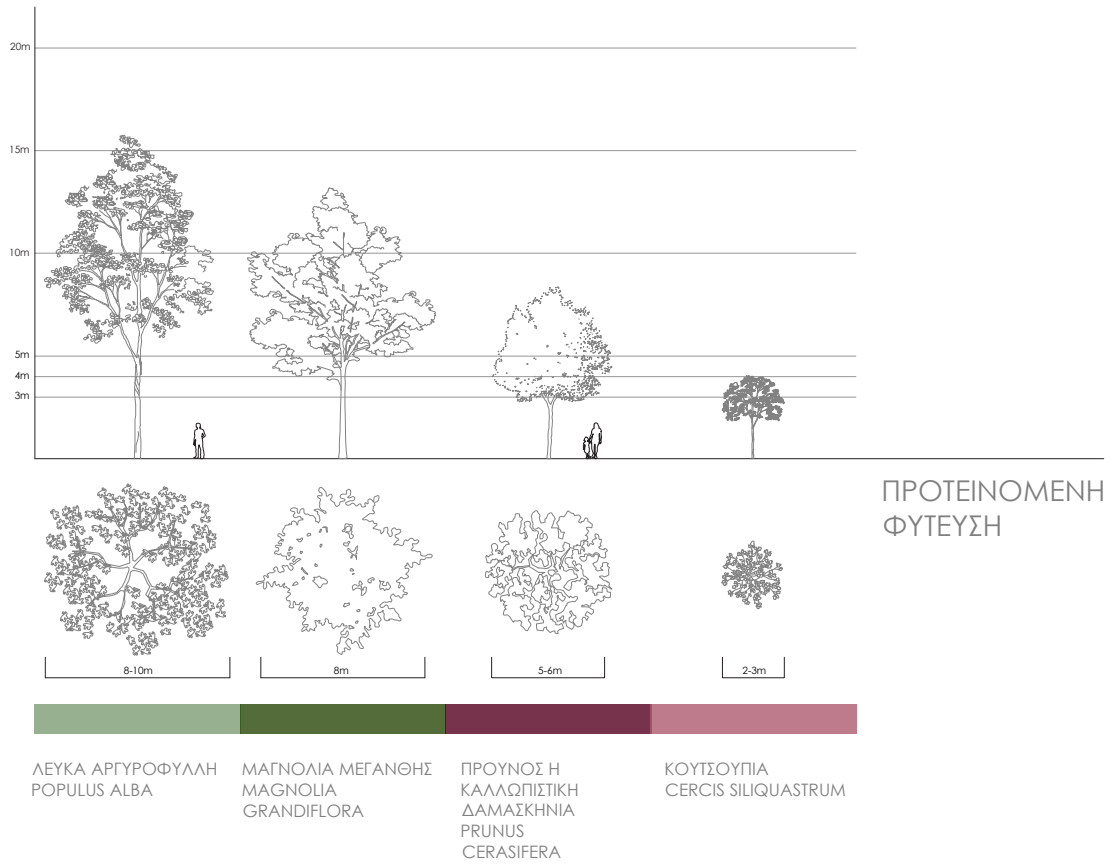 20m
15m
10m
5m
4m
3m
ΠΡΟΤΕΙΝΟΜΕΝΗ
ΦΥΤΕΥΣΗ
8-10m
8m
5-6m
2-3m
ΛΕΥΚΑ ΑΡΓΥΡΟΦΥΛΛΗ
POPULUS ALBA
ΜΑΓΝΟΛΙΑ ΜΕΓΑΝΘΗΣ
MAGNOLIA
GRANDIFLORA
ΠΡΟΥΝΟΣ Η
ΚΑΛΛΩΠΙΣΤΙΚΗ
ΔΑΜΑΣΚΗΝΙΑ
PRUNUS
CERASIFERA
ΚΟΥΤΣΟΥΠΙΑ
CERCIS SILIQUASTRUM